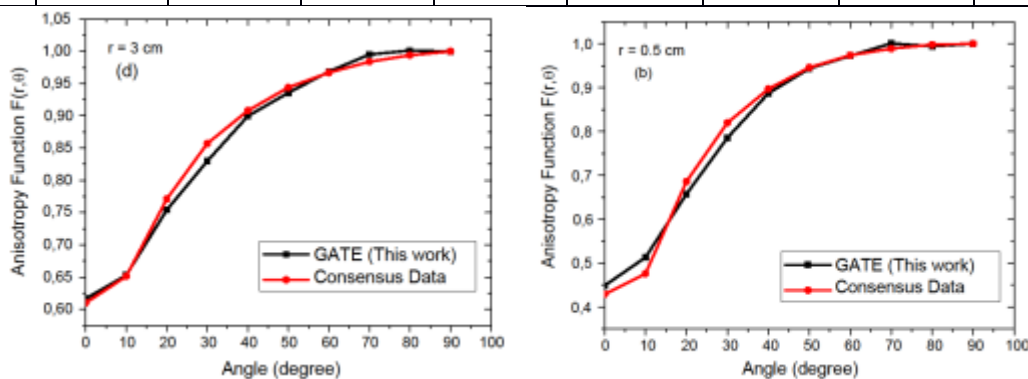 r = 3 cm
(d)
1,00
0,95
0,90
0,85
0,80
0,75
0,70
0,65
0,60
Anisotropy Function F(r,θ)
GATE (This work)
Consensus Data
0 10 20 30 40 50 60 70 80 90 100
Angle (degree)
r = 0.5 cm
(b)
1,0
0,9
0,8
0,7
0,6
0,5
0,4
Anisotropy Function F(r,θ)
GATE (This work)
Consensus Data
0 10 20 30 40 50 60 70 80 90 100
Angle (degree)